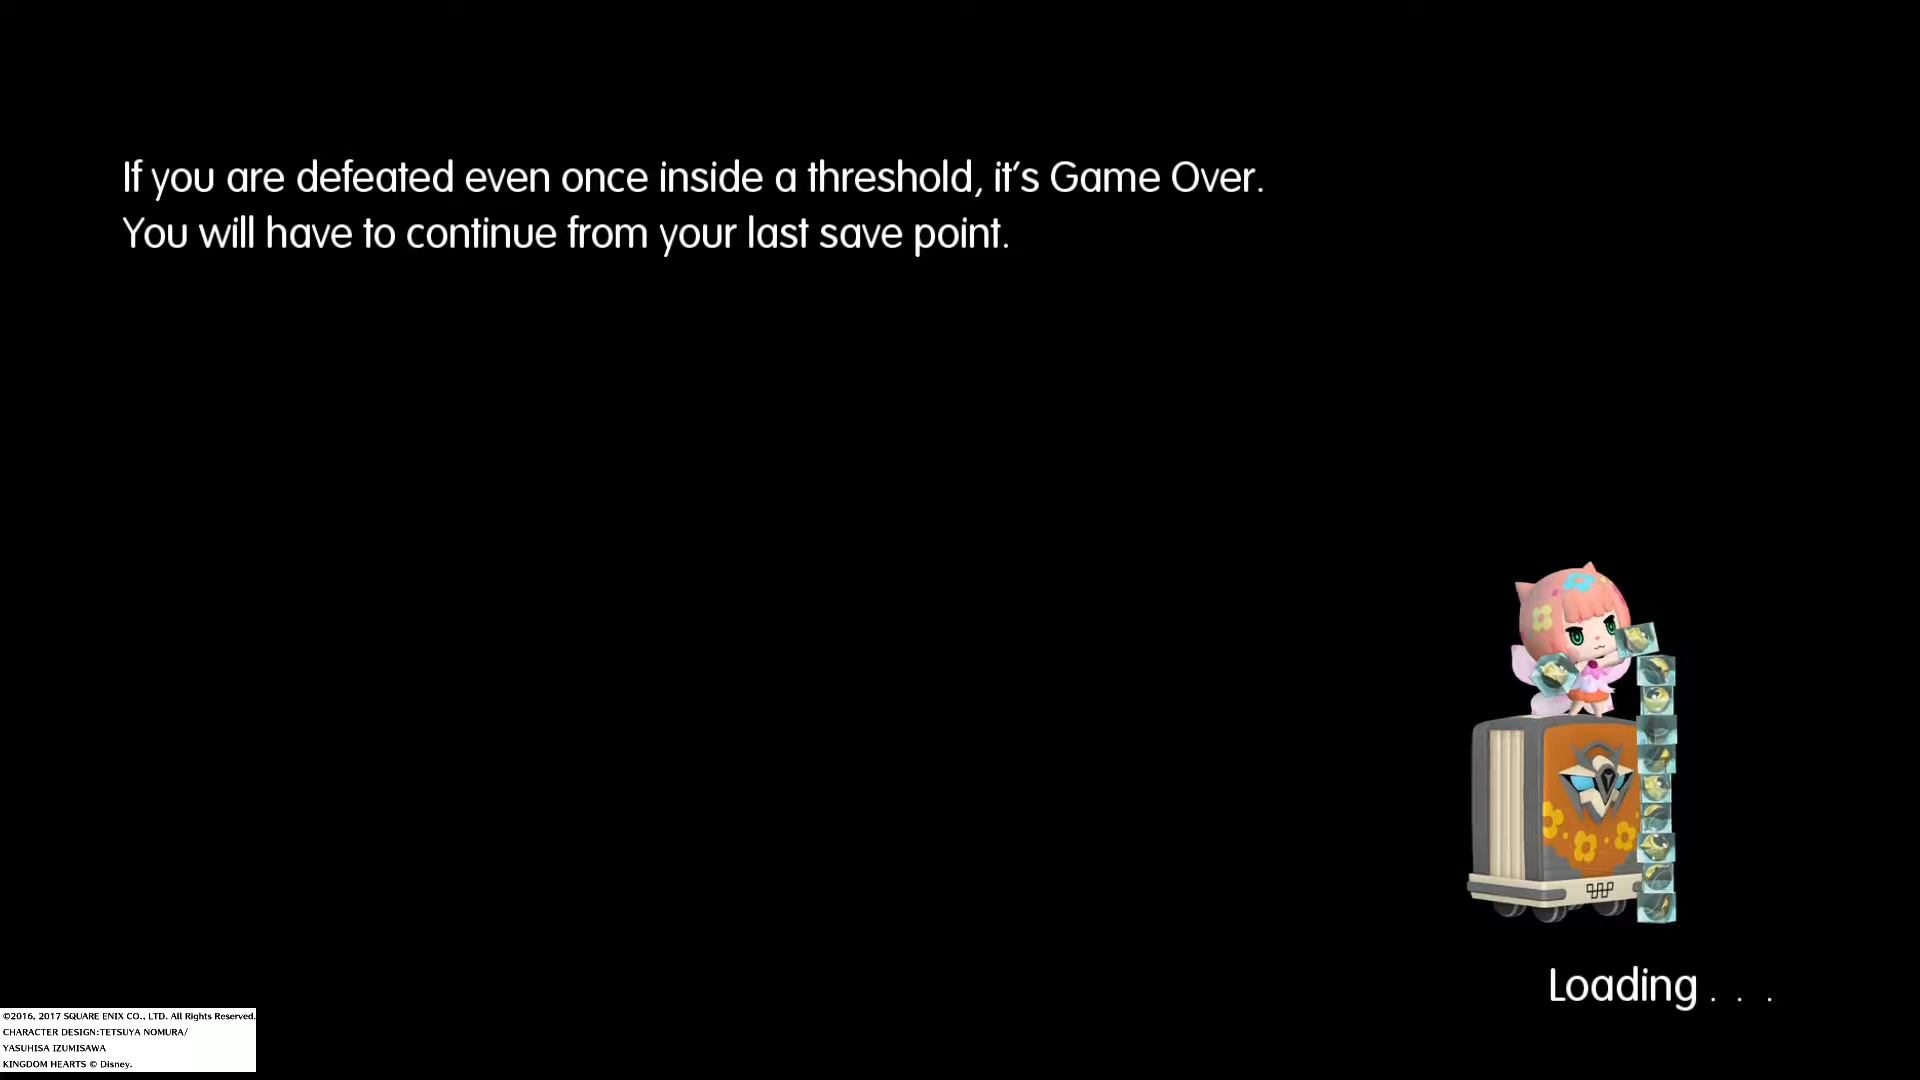 If you are defeated even once inside a threshold, it's Game Over.
You will have to continue from your last save point.
Loading . . .
©2016, 2017 SQUARE ENIX CO., LTD. All Rights Reserved.
CHARACTER DESIGN:TETSUYA NOMURA/
YASUHISA IZUMISAWA
KINGDOM HEARTS © Disney.